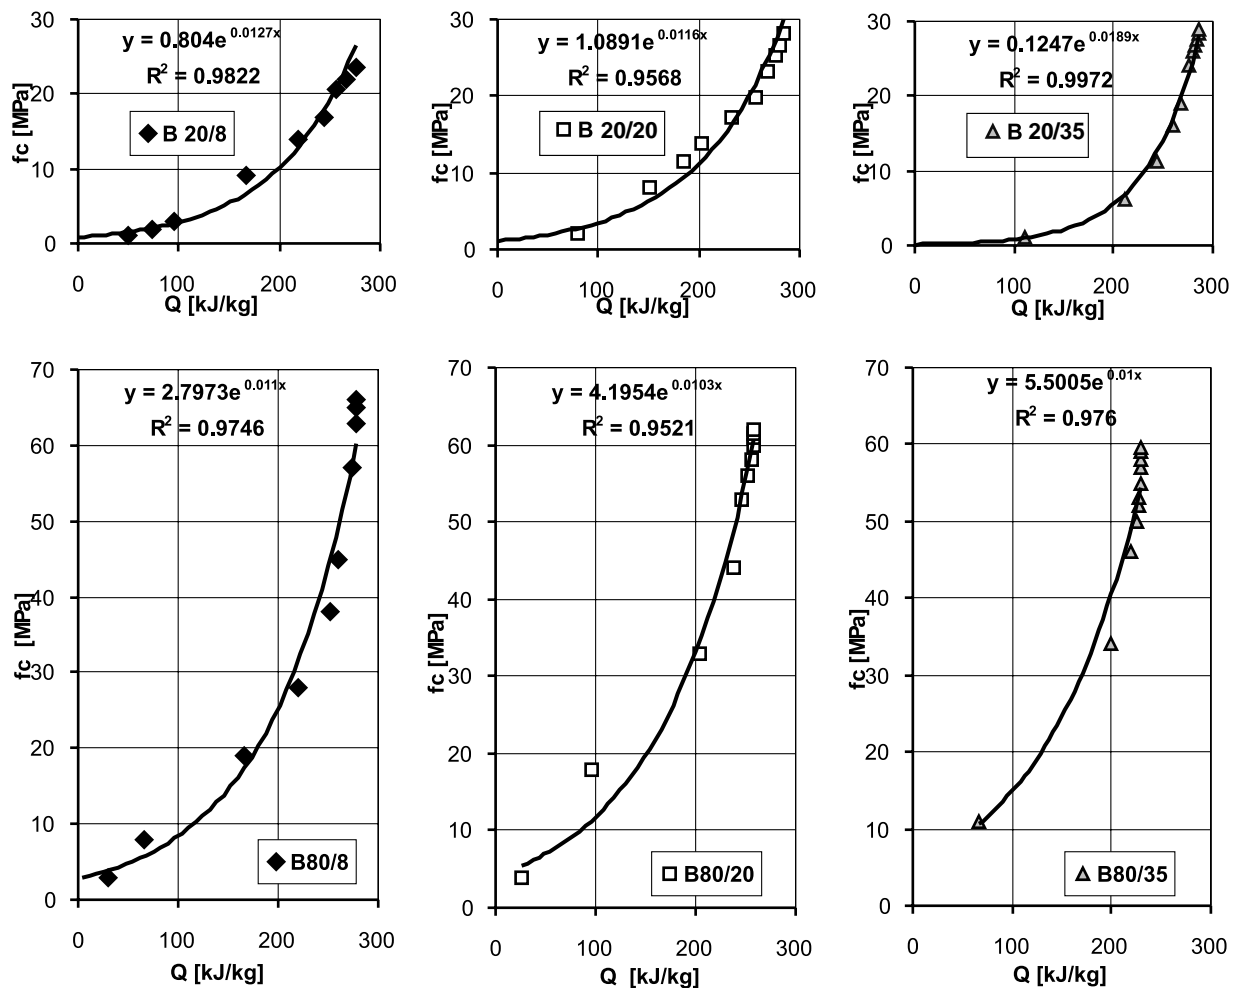 y = 0.804e^0.0127x
R² = 0.9822
B 20/8
fc [MPa]
30
20
10
0
0 100 200 300
Q [kJ/kg]
y = 1.0891e^0.0116x
R² = 0.9568
B 20/20
fc [MPa]
30
20
10
0
0 100 200 300
Q [kJ/kg]
y = 0.1247e^0.0189x
R² = 0.9972
B 20/35
fc [MPa]
30
20
10
0
0 100 200 300
Q [kJ/kg]
y = 2.7973e^0.011x
R² = 0.9746
B80/8
fc [MPa]
70
60
50
40
30
20
10
0
0 100 200 300
Q [kJ/kg]
y = 4.1954e^0.0103x
R² = 0.9521
B80/20
fc [MPa]
70
60
50
40
30
20
10
0
0 100 200 300
Q [kJ/kg]
y = 5.5005e^0.01x
R² = 0.976
B80/35
fc [MPa]
70
60
50
40
30
20
10
0
0 100 200 300
Q [kJ/kg]